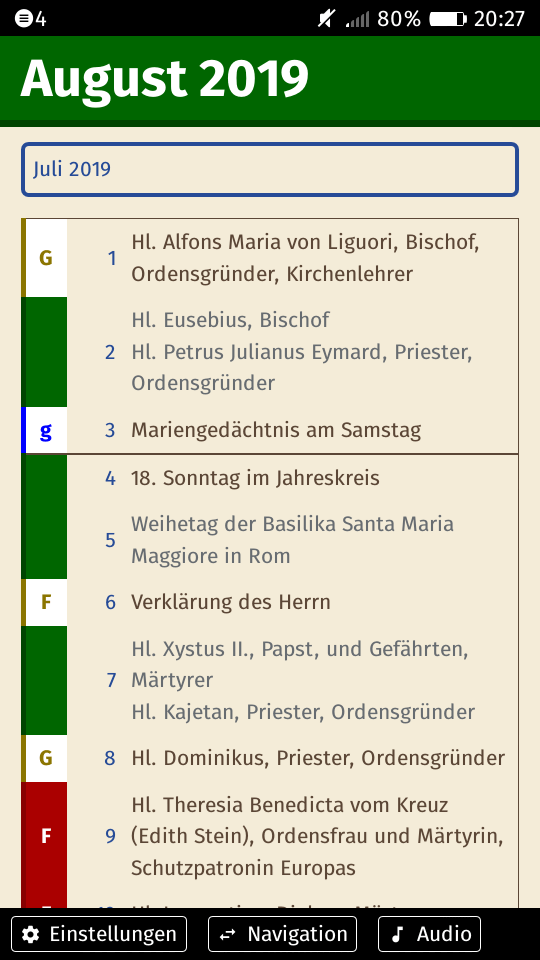 4 80% 20:27
August 2019
Juli 2019
G 1 Hl. Alfons Maria von Liguori, Bischof,
Ordensgründer, Kirchenlehrer
Hl. Eusebius, Bischof
2 Hl. Petrus Julianus Eymard, Priester,
Ordensgründer
g 3 Mariengedächtnis am Samstag
4 18. Sonntag im Jahreskreis
5 Weihetag der Basilika Santa Maria
Maggiore in Rom
F 6 Verklärung des Herrn
Hl. Xystus II., Papst, und Gefährten,
7 Märtyrer
Hl. Kajetan, Priester, Ordensgründer
G 8 Hl. Dominikus, Priester, Ordensgründer
Hl. Theresia Benedicta vom Kreuz
F 9 (Edith Stein), Ordensfrau und Märtyrin,
Schutzpatronin Europas
Einstellungen Navigation Audio